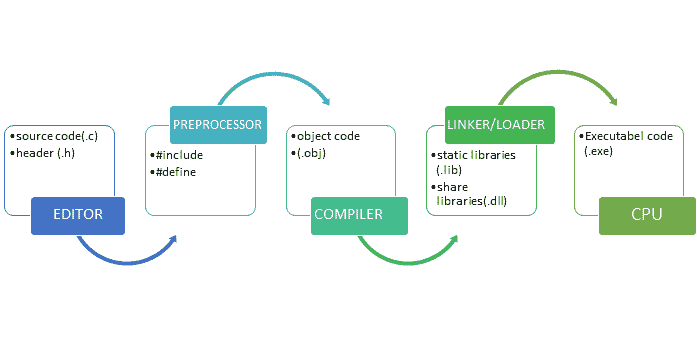 •source code(.c)
•header (.h)
EDITOR
PREPROCESSOR
•#include
•#define
•object code
•(.obj)
COMPILER
LINKER/LOADER
•static libraries
(.lib)
•share
libraries(.dll)
•Executabel code
(.exe)
CPU